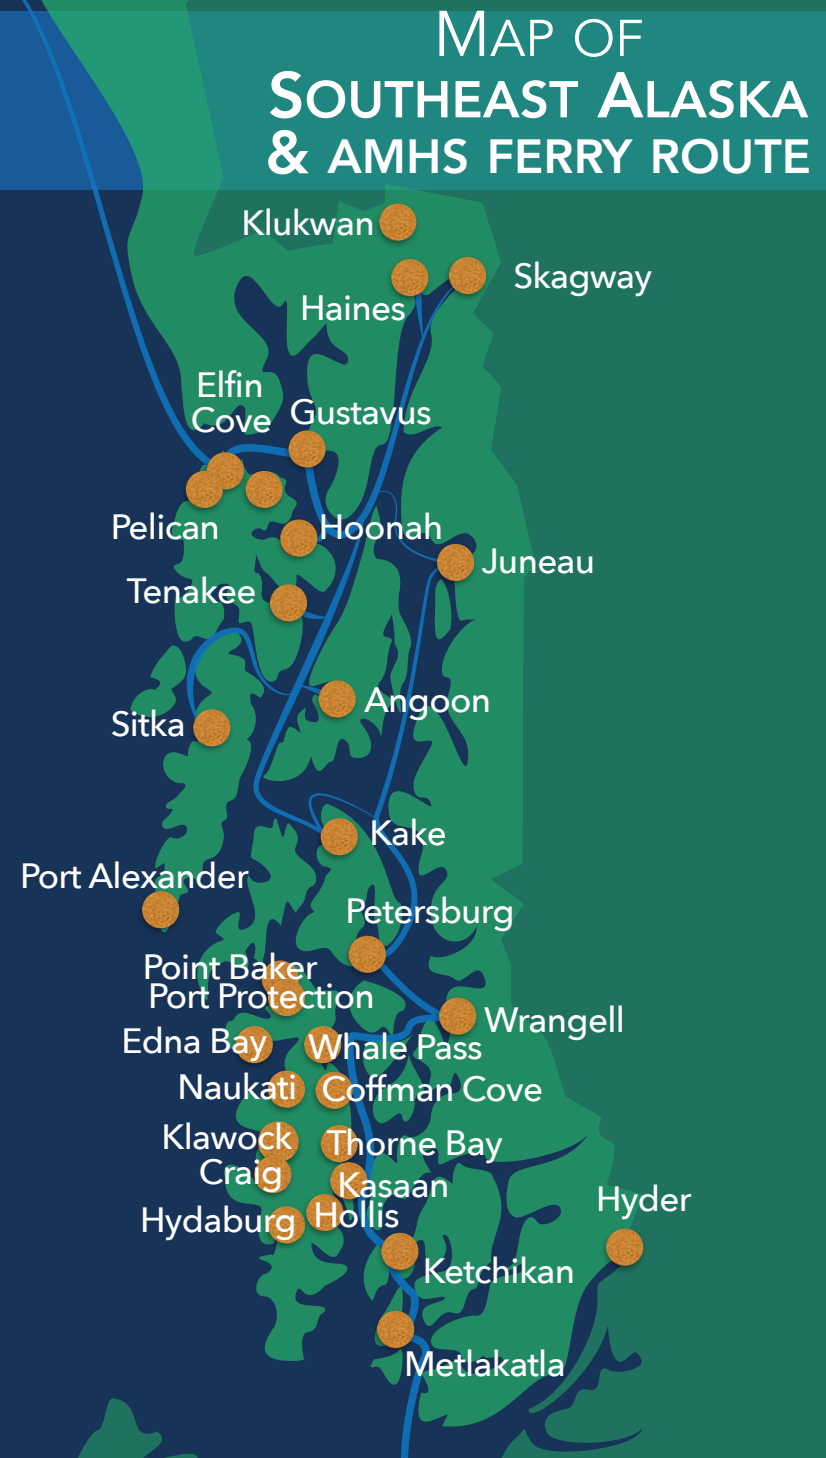 MAP OF
SOUTHEAST ALASKA
& AMHS FERRY ROUTE
Klukwan
Skagway
Haines
Elfin
Cove
Gustavus
Pelican
Hoonah
Juneau
Tenakee
Angoon
Sitka
Kake
Port Alexander
Petersburg
Point Baker
Port Protection
Wrangell
Edna Bay
Whale Pass
Naukati
Coffman Cove
Klawock
Thorne Bay
Craig
Kasaan
Hyder
Hydaburg
Hollis
Ketchikan
Metlakatla